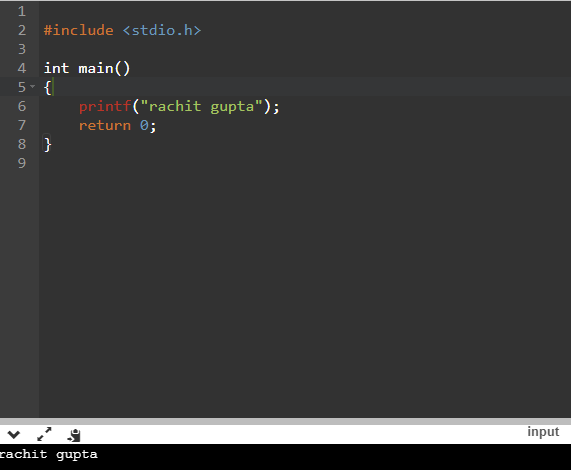 1
2 #include <stdio.h>
3
4 int main()
5 {
6     printf("rachit gupta");
7     return 0;
8 }
9
input
rachit gupta